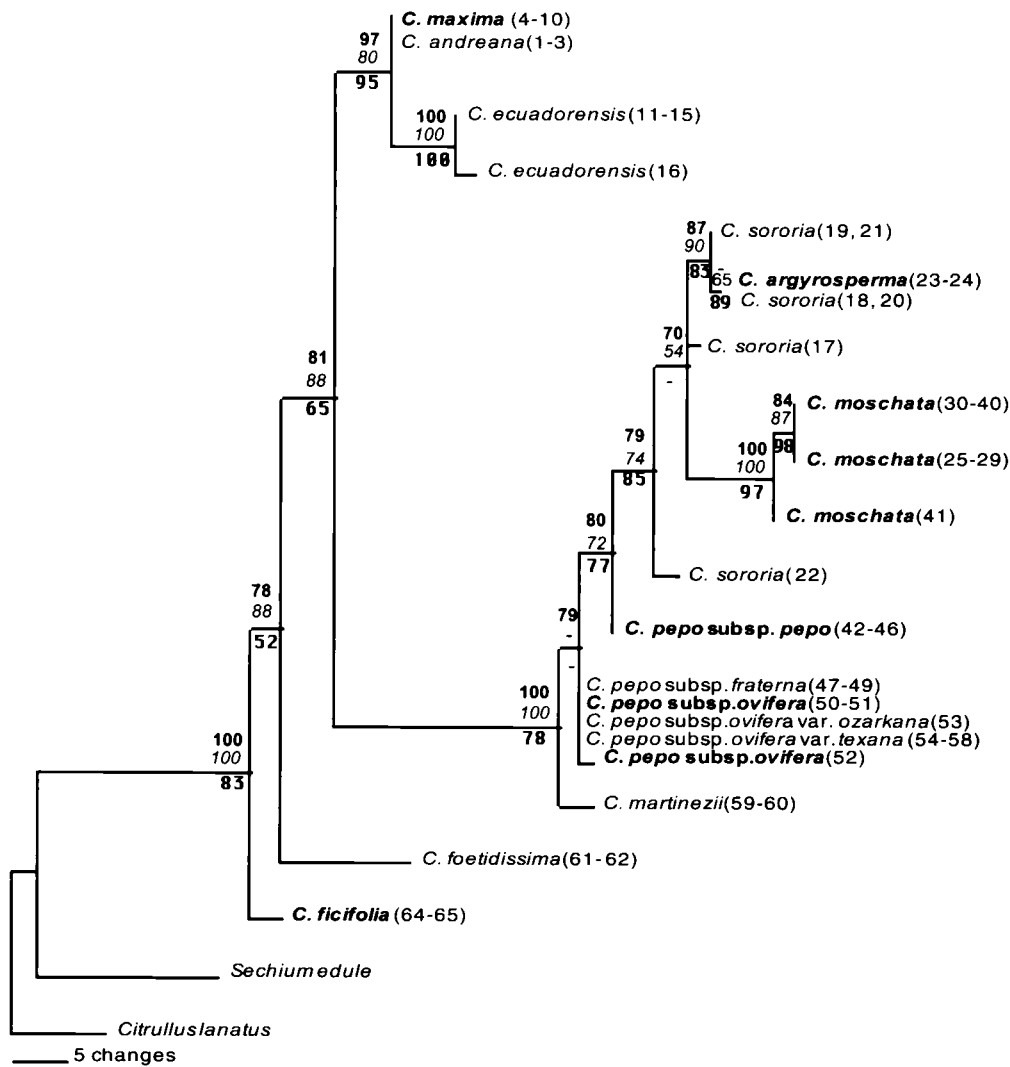 C. maxima (4-10)
97
C. andreana(1-3)
80
95
100
C. ecuadorensis(11-15)
100
100
C. ecuadorensis(16)
87
C. sororia(19, 21)
90
-
83
65
C. argyrosperma(23-24)
89
C. sororia(18, 20)
70
54
C. sororia(17)
-
81
88
65
84
C. moschata(30-40)
87
98
79
100
C. moschata(25-29)
74
100
85
97
C. moschata(41)
80
72
77
C. sororia(22)
78
88
52
79
-
-
C. pepo subsp. pepo(42-46)
C. pepo subsp. fraterna(47-49)
100
C. pepo subsp. ovifera(50-51)
100
C. pepo subsp. ovifera var. ozarkana(53)
78
C. pepo subsp. ovifera var. texana(54-58)
100
100
83
C. pepo subsp. ovifera(52)
C. martinezii(59-60)
C. foetidissima(61-62)
C. ficifolia (64-65)
Sechium edule
Citrullus lanatus
5 changes